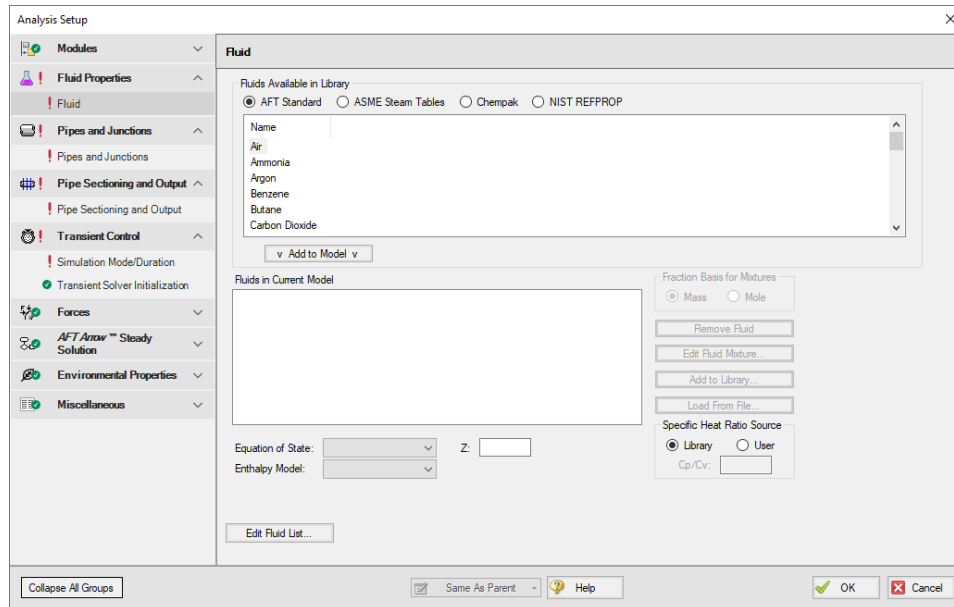 Analysis Setup
Modules
Fluid Properties
Fluid
Pipes and Junctions
Pipes and Junctions
Pipe Sectioning and Output
Pipe Sectioning and Output
Transient Control
Simulation Mode/Duration
Transient Solver Initialization
Forces
AFT Arrow ™ Steady
Solution
Environmental Properties
Miscellaneous
Collapse All Groups
Fluid
Fluids Available in Library
AFT Standard ASME Steam Tables Chempak NIST REFPROP
Name
Air
Ammonia
Argon
Benzene
Butane
Carbon Dioxide
v Add to Model v
Fluids in Current Model
Fraction Basis for Mixtures
Mass Mole
Remove Fluid
Edit Fluid Mixture...
Add to Library...
Load From File...
Specific Heat Ratio Source
Library User
Cp/Cv:
Equation of State: Z:
Enthalpy Model:
Edit Fluid List...
Same As Parent Help OK Cancel